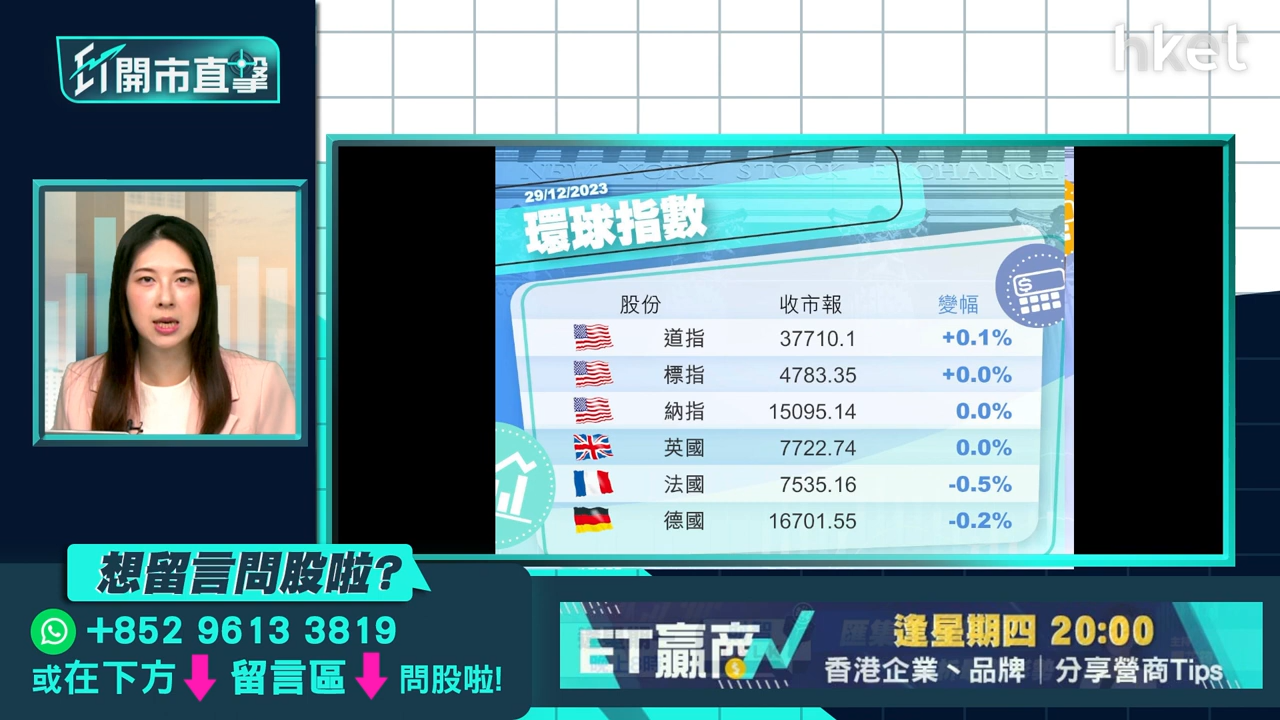 ET開市直擊
hket
NEW YORK STOCK EXCHANGE
29/12/2023
環球指數
股份 收市報 變幅
道指 37710.1 +0.1%
標指 4783.35 +0.0%
納指 15095.14 0.0%
英國 7722.74 0.0%
法國 7535.16 -0.5%
德國 16701.55 -0.2%
想留言問股啦?
+852 9613 3819
或在下方 留言區 問股啦!
ET贏商
逢星期四 20:00
香港企業、品牌｜分享營商Tips